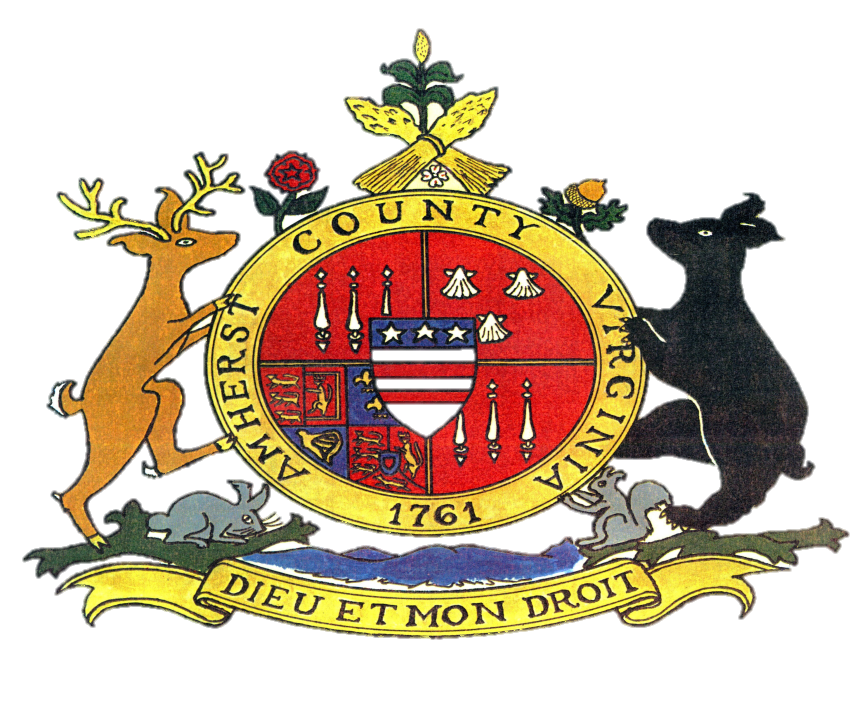 AMHERST COUNTY VIRGINIA
1761
DIEU ET MON DROIT